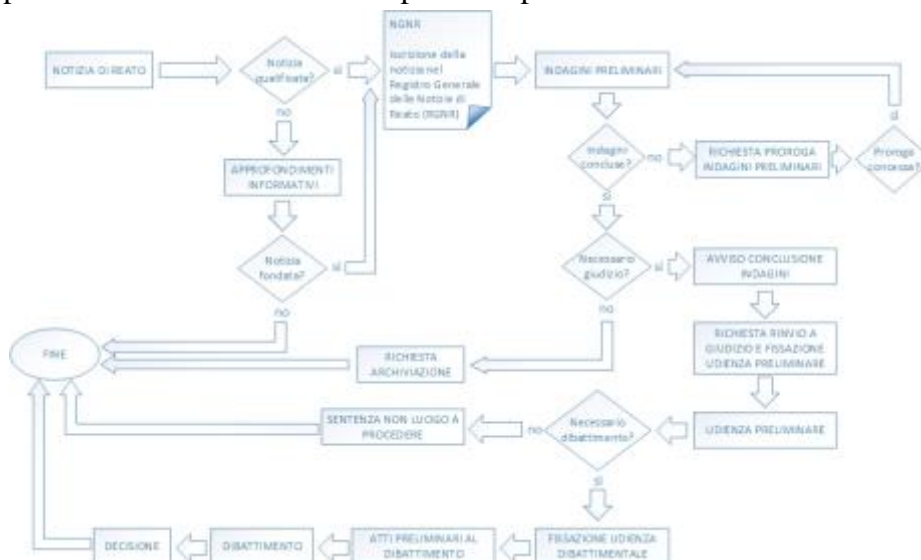 NOTIZIA DI REATO
Notizia
qualificata?
sì
NGNR
Iscrizione della
notizia nel
Registro Generale
delle Notizie di
Reato (RGNR)
INDAGINI PRELIMINARI
no
APPROFONDIMENTI
INFORMATIVI
Notizia
fondata?
sì
no
Indagini
concluse?
no
RICHIESTA PROROGA
INDAGINI PRELIMINARI
Proroga
concessa?
sì
sì
Necessario
giudizio?
sì
AVVISO CONCLUSIONE
INDAGINI
no
RICHIESTA RINVIO A
GIUDIZIO E FISSAZIONE
UDIENZA PRELIMINARE
FINE
RICHIESTA
ARCHIVIAZIONE
SENTENZA NON LUOGO A
PROCEDERE
no
Necessario
dibattimento?
UDIENZA PRELIMINARE
sì
DECISIONE
DIBATTIMENTO
ATTI PRELIMINARI AL
DIBATTIMENTO
FISSAZIONE UDIENZA
DIBATTIMENTALE